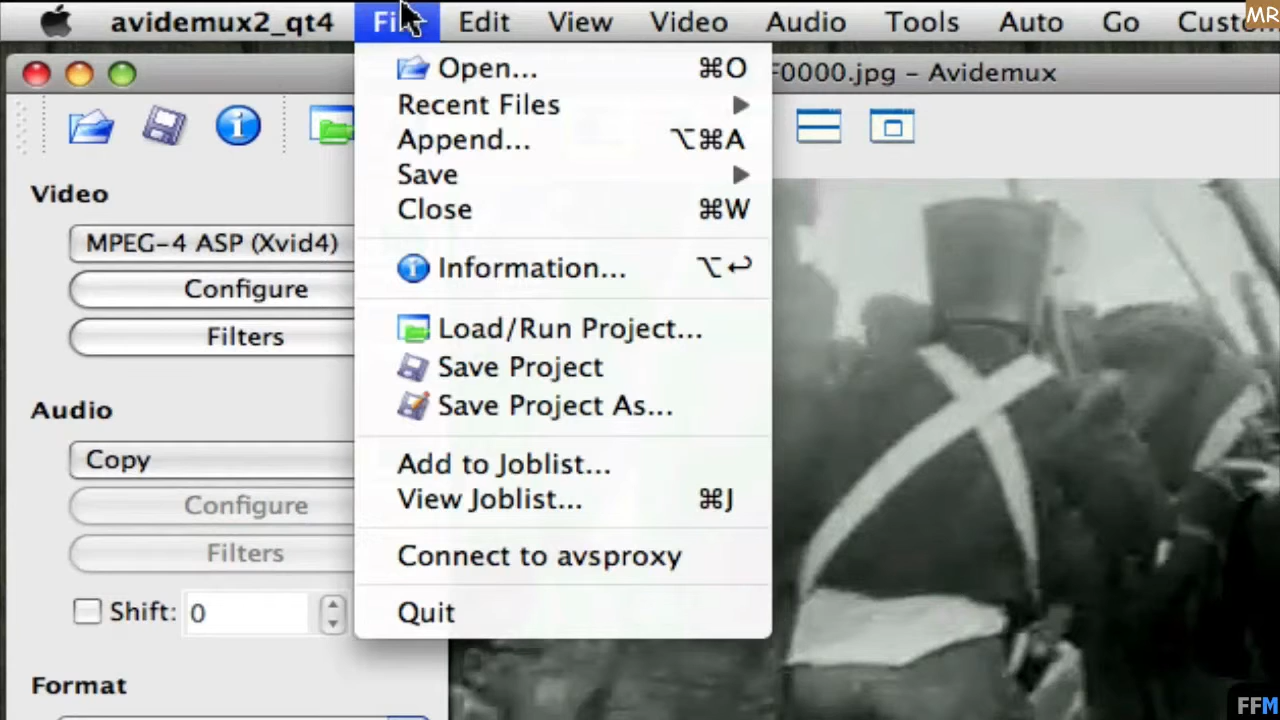 avidemux2_qt4 File Edit View Video Audio Tools Auto Go
MR
F0000.jpg - Avidemux
Open... ⌘O
Recent Files ▶
Append... ⌥⌘A
Save ▶
Close ⌘W
Information... ⌥↩
Load/Run Project...
Save Project
Save Project As...
Add to Joblist...
View Joblist... ⌘J
Connect to avsproxy
Quit
Video
MPEG-4 ASP (Xvid4)
Configure
Filters
Audio
Copy
Configure
Filters
Shift: 0
Format
FFM